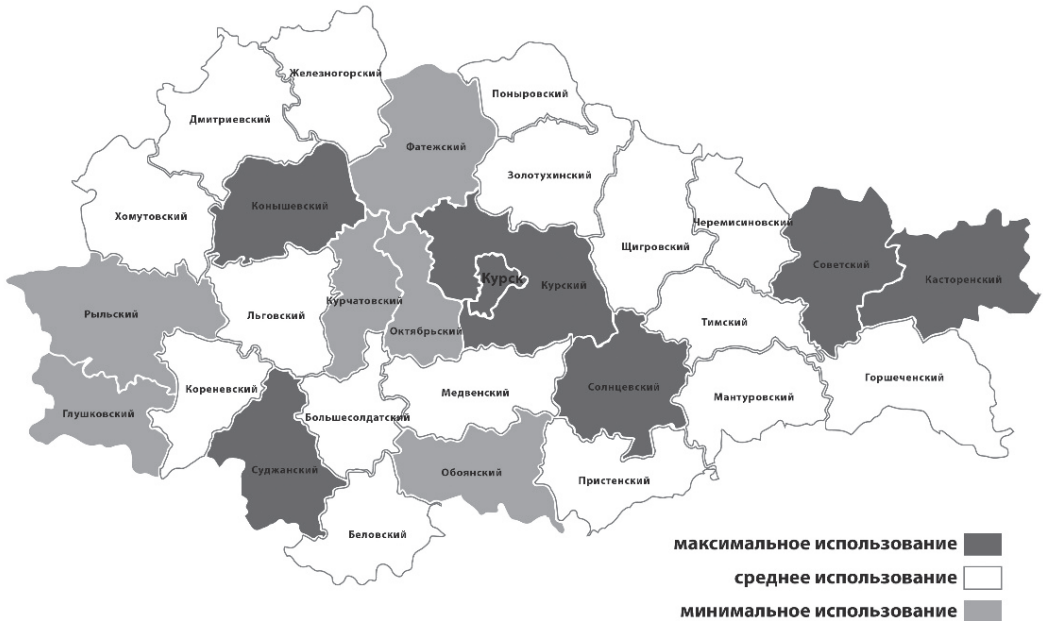 Железногорский
Поныровский
Дмитриевский
Фатежский
Золотухинский
Конышевский
Хомутовский
Черемисиновский
Щигровский
Советский
Касторенский
Курск
Курский
Курчатовский
Рыльский
Льговский
Тимский
Октябрьский
Горшеченский
Солнцевский
Кореневский
Медвенский
Мантуровский
Глушковский
Большесолдатский
Суджанский
Обоянский
Пристенский
Беловский
максимальное использование
среднее использование
минимальное использование